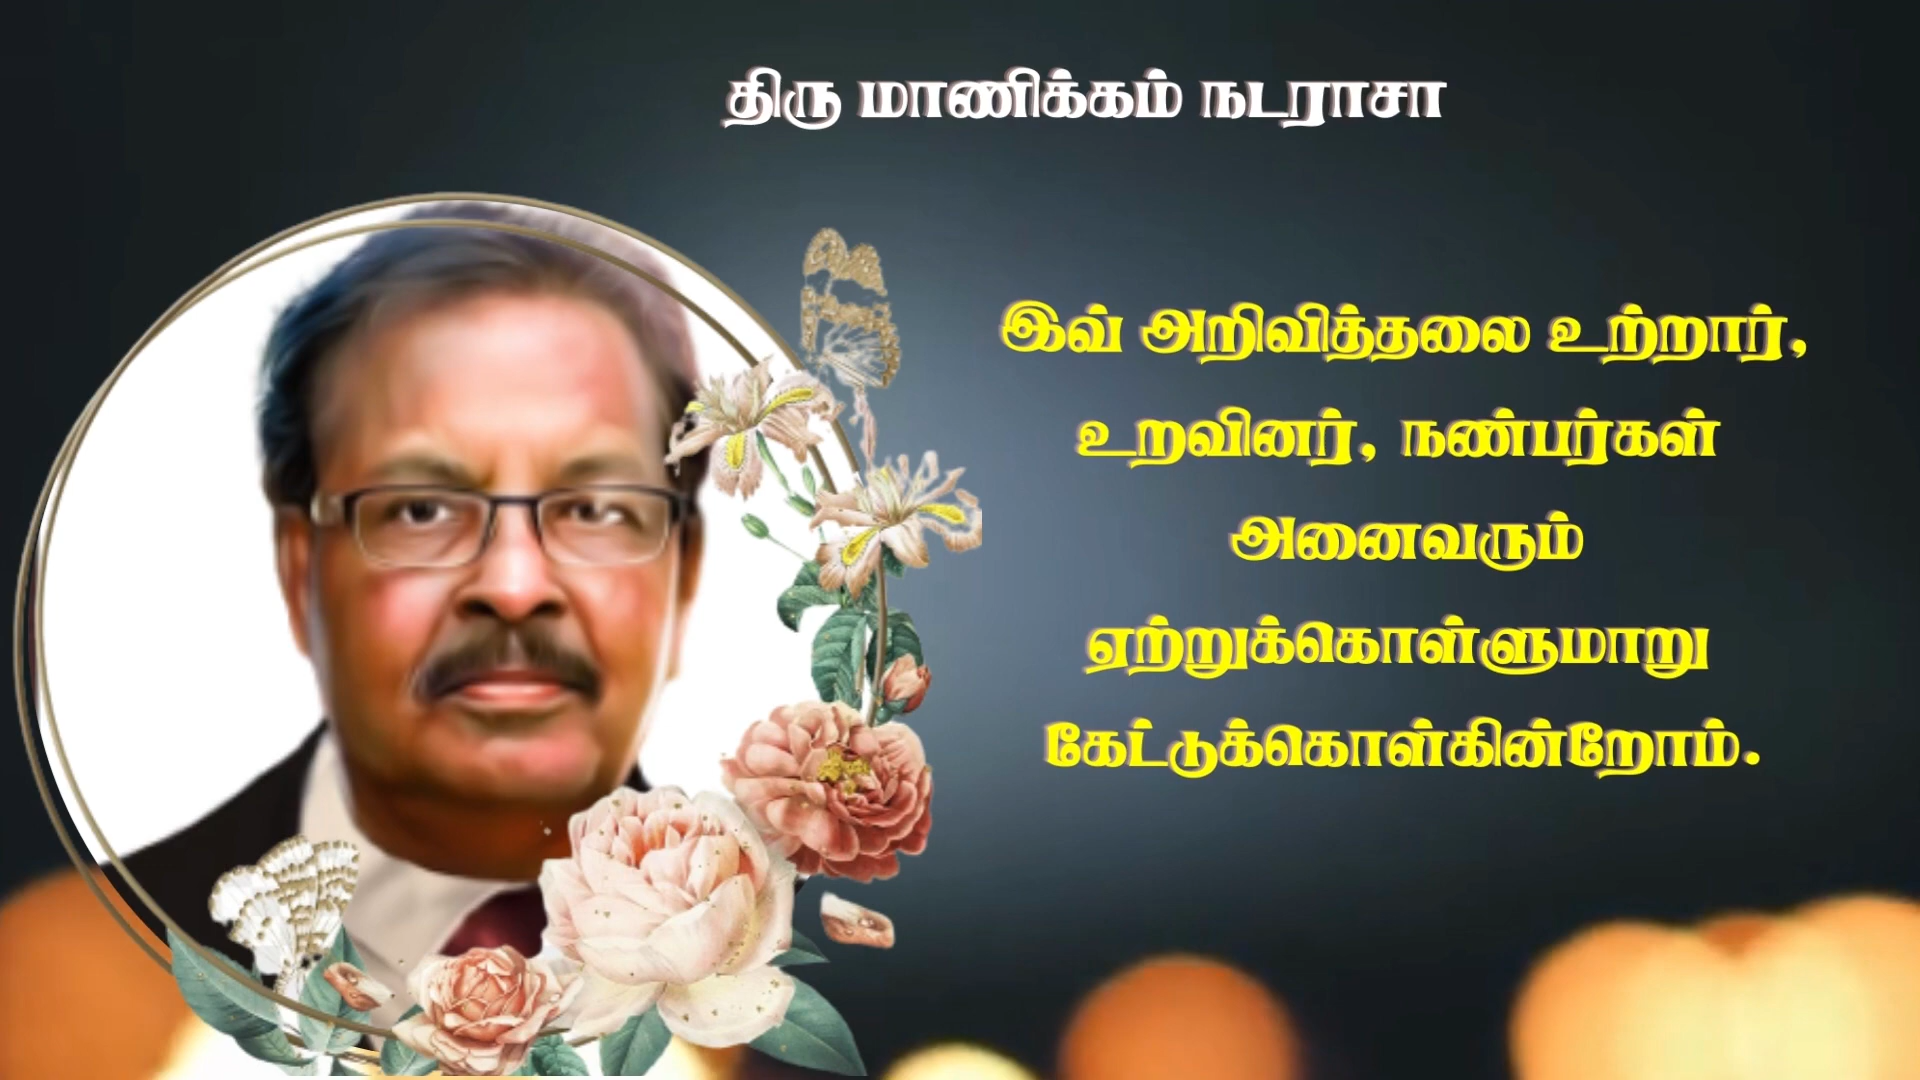 திரு மாணிக்கம் நடராசா
இவ் அறிவித்தலை உற்றார்,
உறவினர், நண்பர்கள்
அனைவரும்
ஏற்றுக்கொள்ளுமாறு
கேட்டுக்கொள்கின்றோம்.